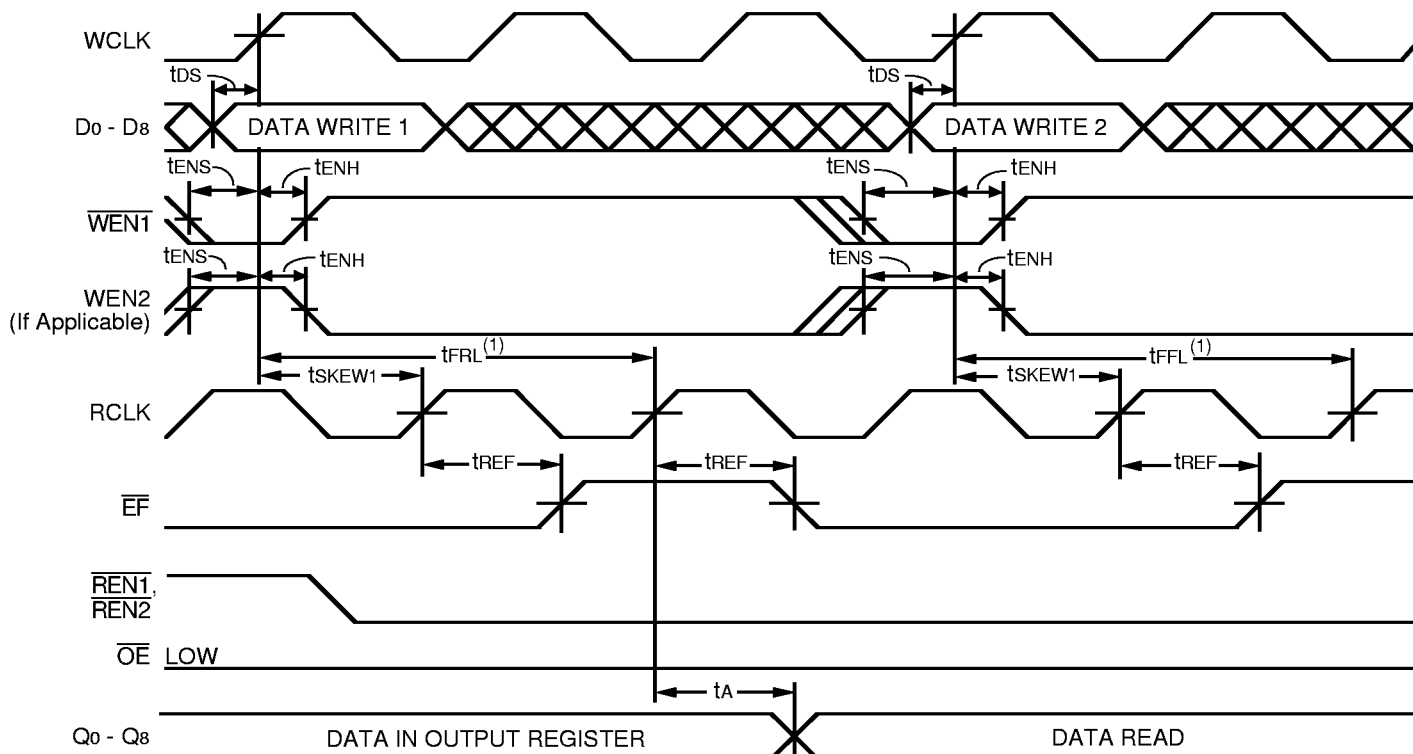 WCLK
tDS
tDS
D0 - D8
DATA WRITE 1
DATA WRITE 2
tENS
tENH
tENS
tENH
WEN1
tENS
tENH
tENS
tENH
WEN2
(If Applicable)
tFRL(1)
tFFL(1)
tSKEW1
tSKEW1
RCLK
tREF
tREF
tREF
EF
REN1,
REN2
OE
LOW
tA
Q0 - Q8
DATA IN OUTPUT REGISTER
DATA READ